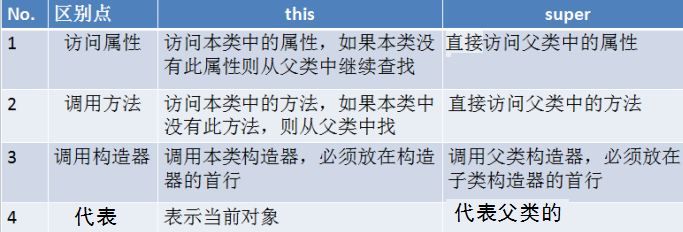 No. 区别点 this super
1 访问属性 访问本类中的属性，如果本类没有此属性则从父类中继续查找 直接访问父类中的属性
2 调用方法 访问本类中的方法，如果本类中没有此方法，则从父类中找 直接访问父类中的方法
3 调用构造器 调用本类构造器，必须放在构造器的首行 调用父类构造器，必须放在子类构造器的首行
4 代表 表示当前对象 代表父类的